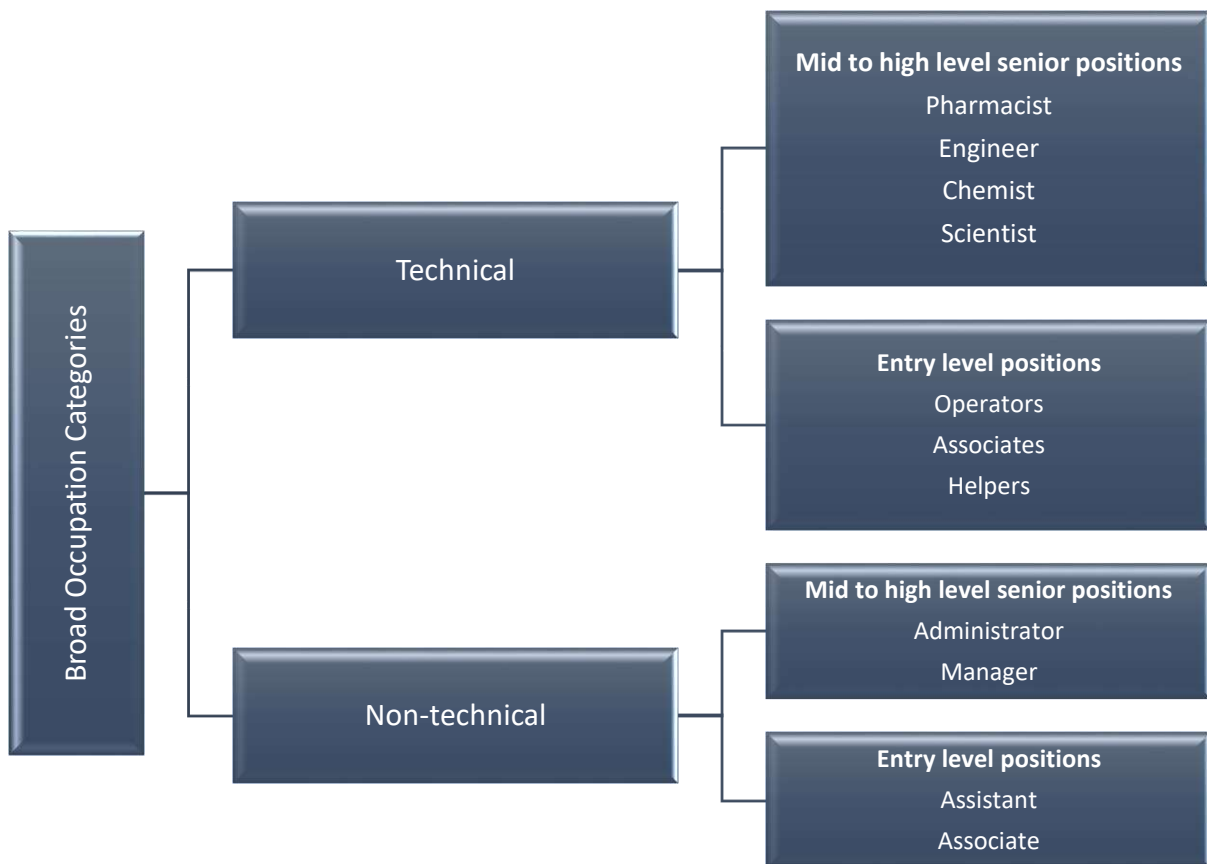 Broad Occupation Categories
Technical
Mid to high level senior positions
Pharmacist
Engineer
Chemist
Scientist
Entry level positions
Operators
Associates
Helpers
Non-technical
Mid to high level senior positions
Administrator
Manager
Entry level positions
Assistant
Associate